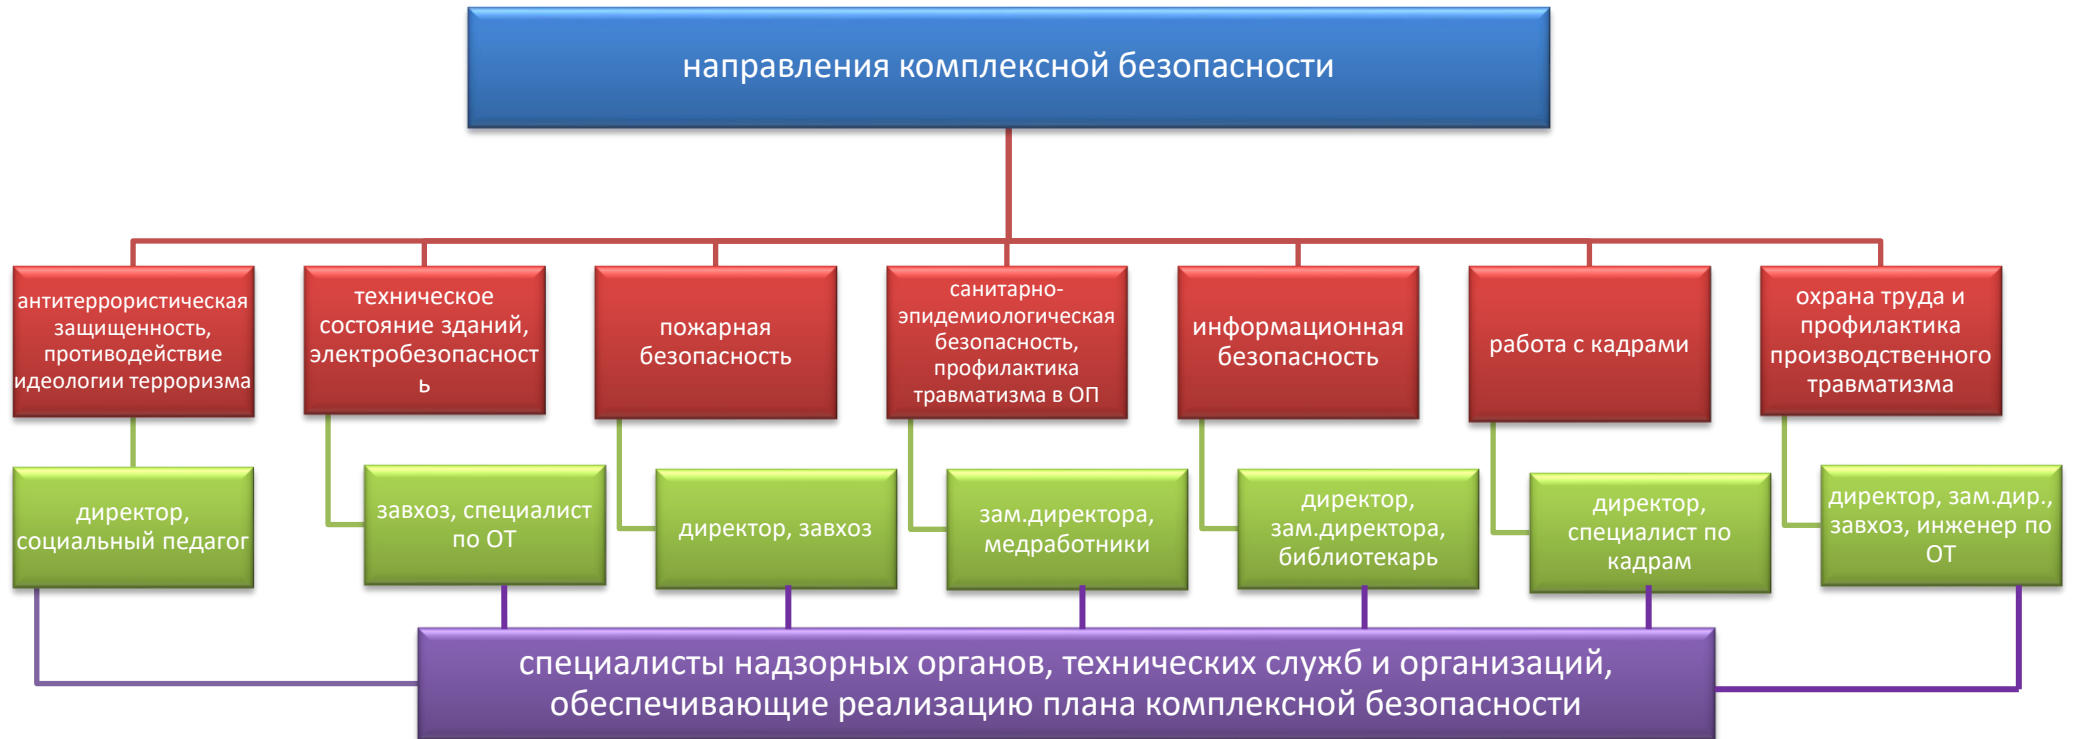 направления комплексной безопасности
антитеррористическая
защищенность,
противодействие
идеологии терроризма
техническое
состояние зданий,
электробезопасност
ь
пожарная
безопасность
санитарно-
эпидемиологическая
безопасность,
профилактика
травматизма в ОП
информационная
безопасность
работа с кадрами
охрана труда и
профилактика
производственного
травматизма
директор,
социальный педагог
завхоз, специалист
по ОТ
директор, завхоз
зам.директора,
медработники
директор,
зам.директора,
библиотекарь
директор,
специалист по
кадрам
директор, зам.дир.,
завхоз, инженер по
ОТ
специалисты надзорных органов, технических служб и организаций,
обеспечивающие реализацию плана комплексной безопасности